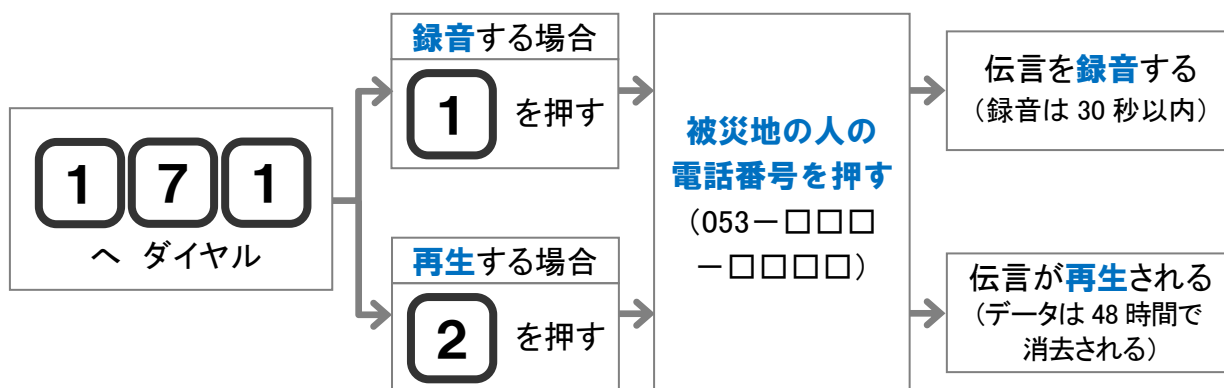 171
へ ダイヤル
録音する場合
1 を押す
再生する場合
2 を押す
被災地の人の
電話番号を押す
（053－□□□
－□□□□）
伝言を録音する
（録音は 30 秒以内）
伝言が再生される
（データは 48 時間で
消去される）